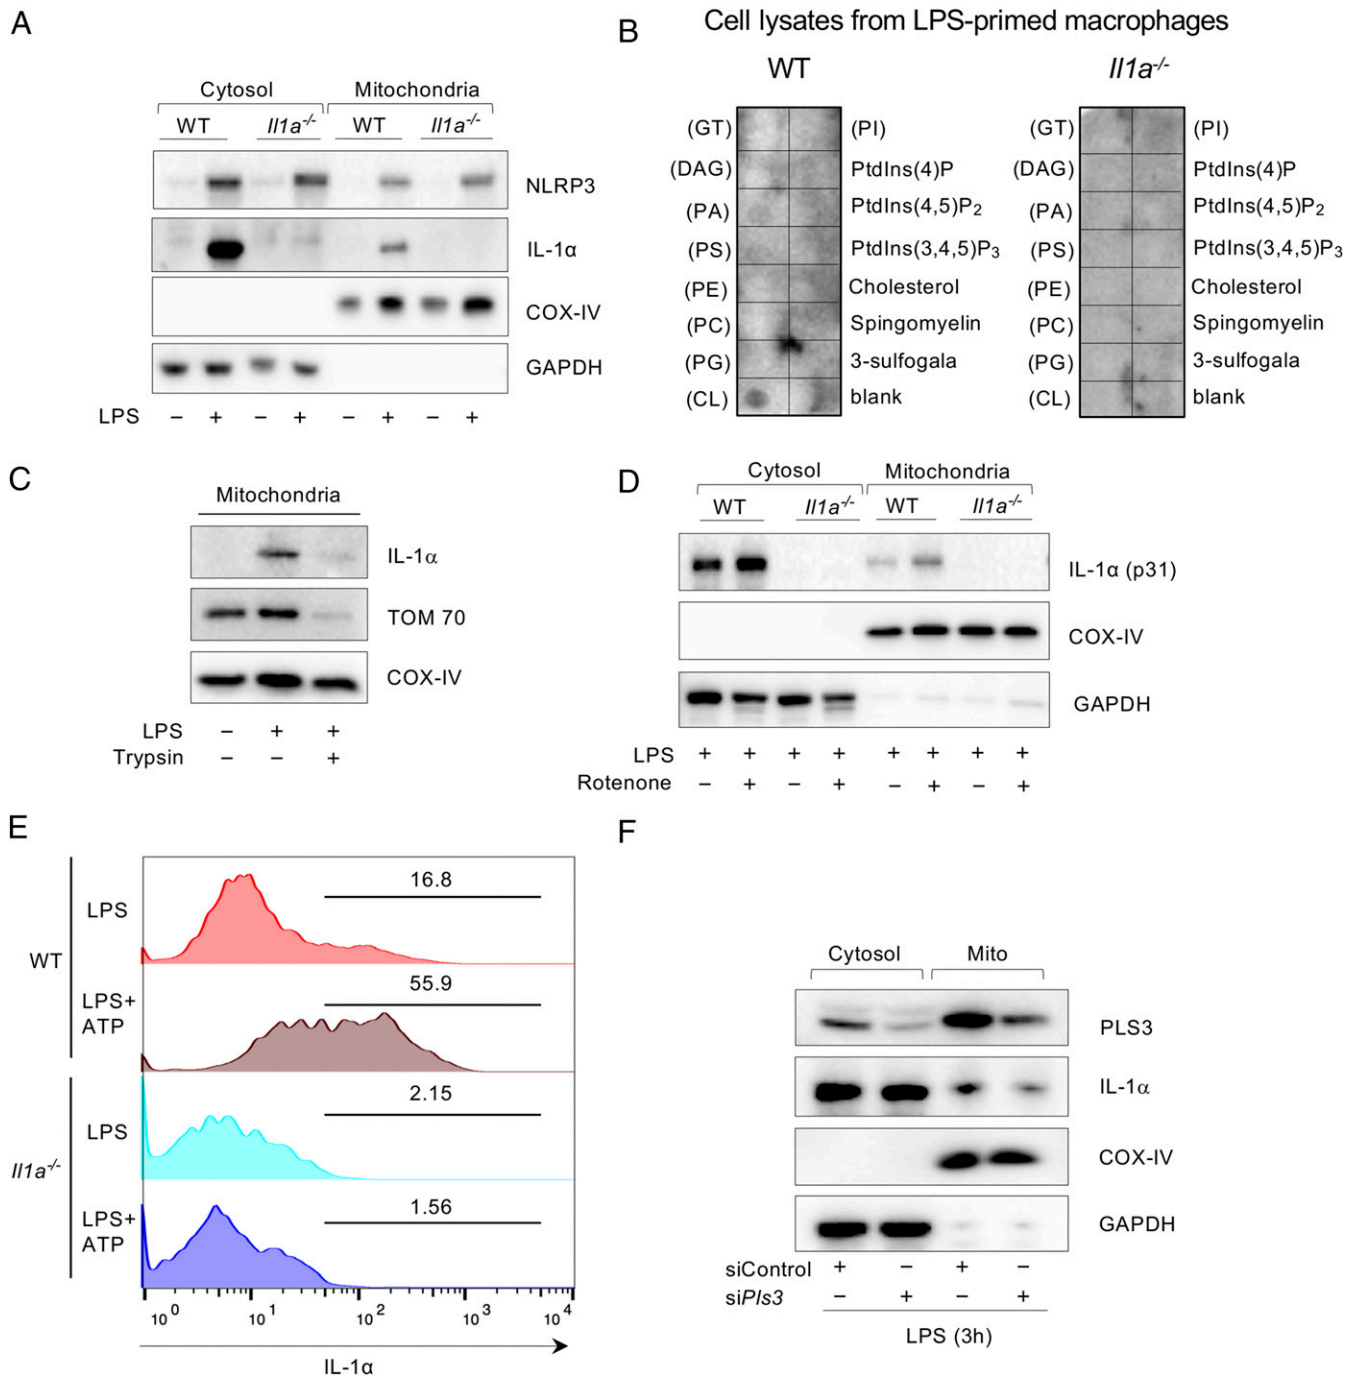 A
Cytosol Mitochondria
WT Il1a-/- WT Il1a-/-
NLRP3
IL-1α
COX-IV
GAPDH
LPS – + – + – + – +
B
Cell lysates from LPS-primed macrophages
WT Il1a-/-
(GT) (PI) (GT) (PI)
(DAG) PtdIns(4)P (DAG) PtdIns(4)P
(PA) PtdIns(4,5)P2 (PA) PtdIns(4,5)P2
(PS) PtdIns(3,4,5)P3 (PS) PtdIns(3,4,5)P3
(PE) Cholesterol (PE) Cholesterol
(PC) Spingomyelin (PC) Spingomyelin
(PG) 3-sulfogala (PG) 3-sulfogala
(CL) blank (CL) blank
C
Mitochondria
IL-1α
TOM 70
COX-IV
LPS – + +
Trypsin – – +
D
Cytosol Mitochondria
WT Il1a-/- WT Il1a-/-
IL-1α (p31)
COX-IV
GAPDH
LPS + + + + + + + +
Rotenone – + – + – + – +
E
WT
LPS 16.8
LPS+ 55.9
ATP
Il1a-/-
LPS 2.15
LPS+ 1.56
ATP
10^0 10^1 10^2 10^3 10^4
IL-1α
F
Cytosol Mito
PLS3
IL-1α
COX-IV
GAPDH
siControl + – + –
siPls3 – + – +
LPS (3h)